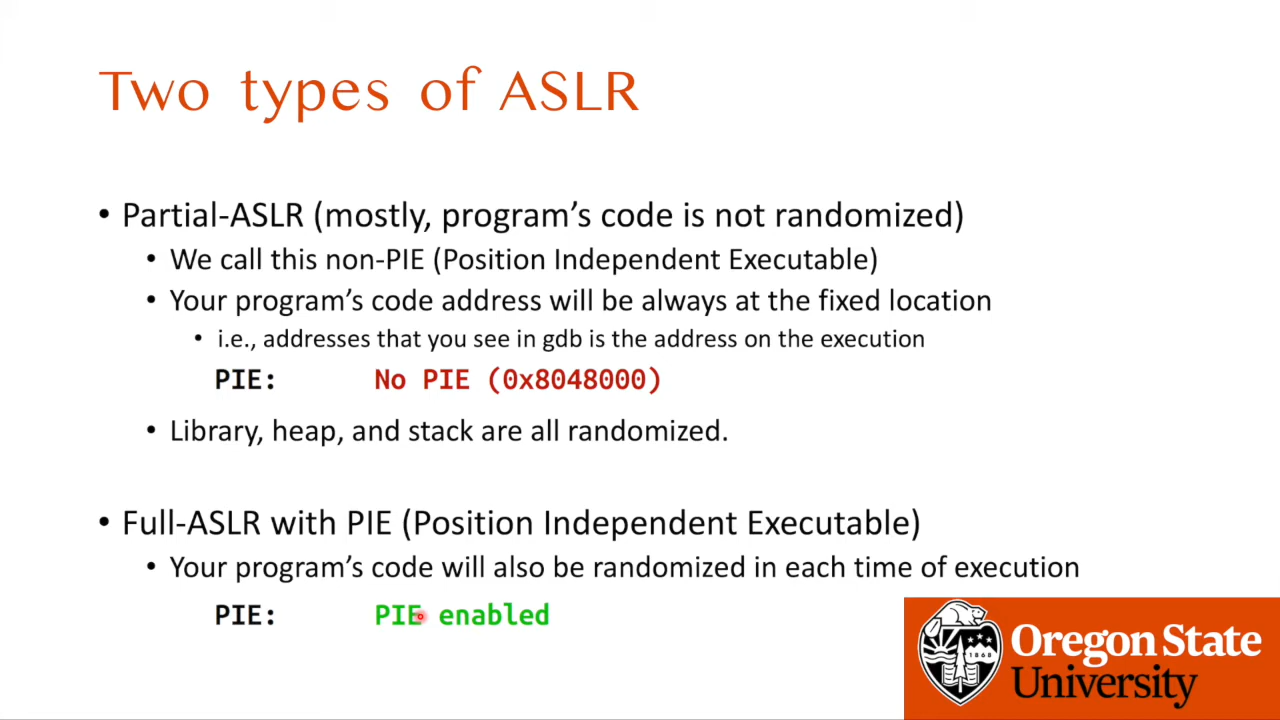 Two types of ASLR
• Partial-ASLR (mostly, program’s code is not randomized)
• We call this non-PIE (Position Independent Executable)
• Your program’s code address will be always at the fixed location
• i.e., addresses that you see in gdb is the address on the execution
PIE: No PIE (0x8048000)
• Library, heap, and stack are all randomized.
• Full-ASLR with PIE (Position Independent Executable)
• Your program’s code will also be randomized in each time of execution
PIE: PIE enabled
1868
Oregon State
University